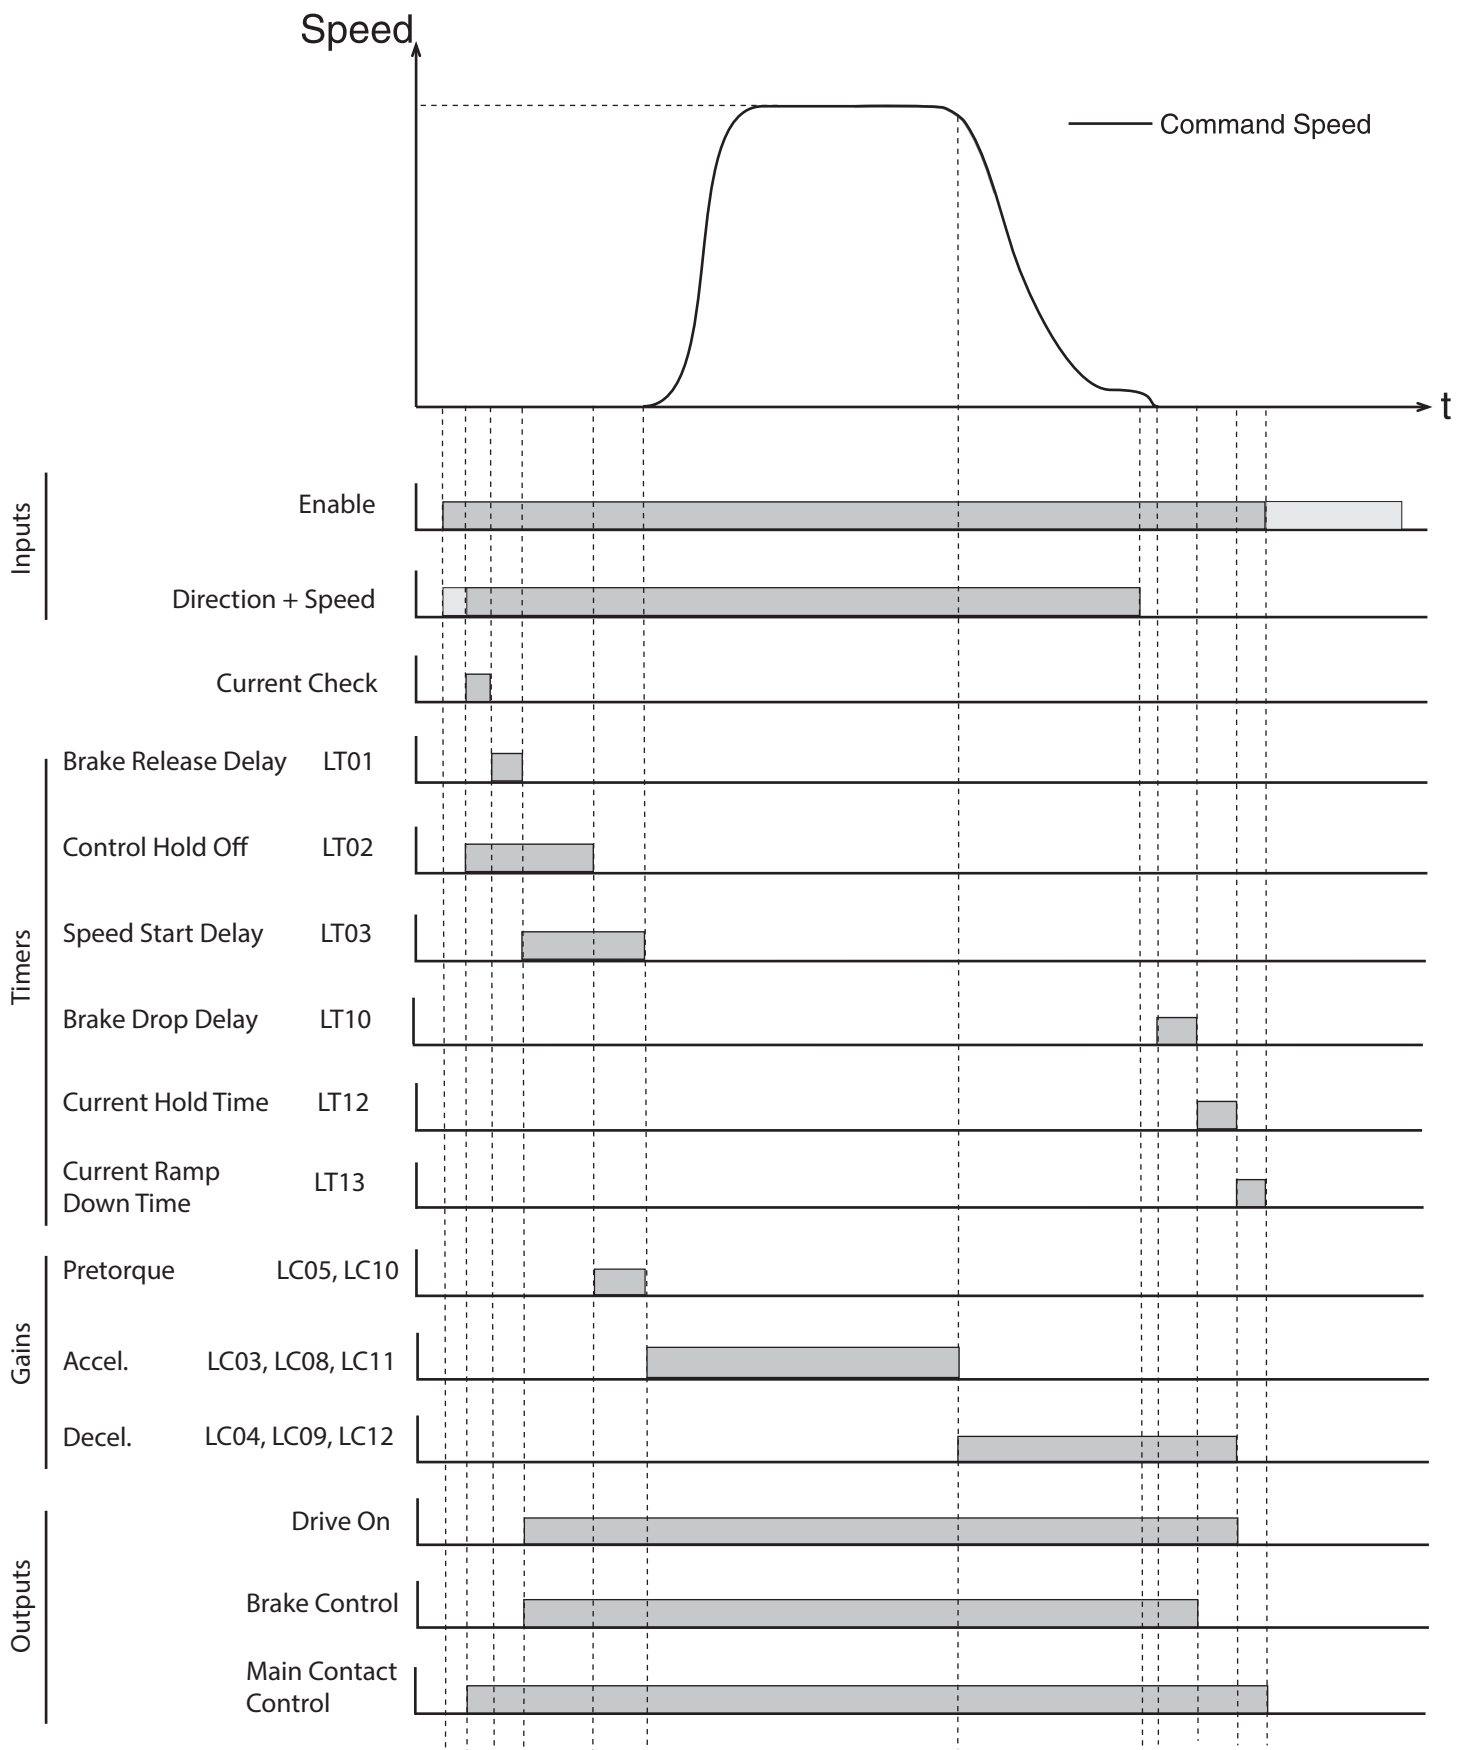 Speed
Command Speed
t
Inputs
Enable
Direction + Speed
Current Check
Timers
Brake Release Delay LT01
Control Hold Off LT02
Speed Start Delay LT03
Brake Drop Delay LT10
Current Hold Time LT12
Current Ramp
Down Time LT13
Gains
Pretorque LC05, LC10
Accel. LC03, LC08, LC11
Decel. LC04, LC09, LC12
Outputs
Drive On
Brake Control
Main Contact
Control